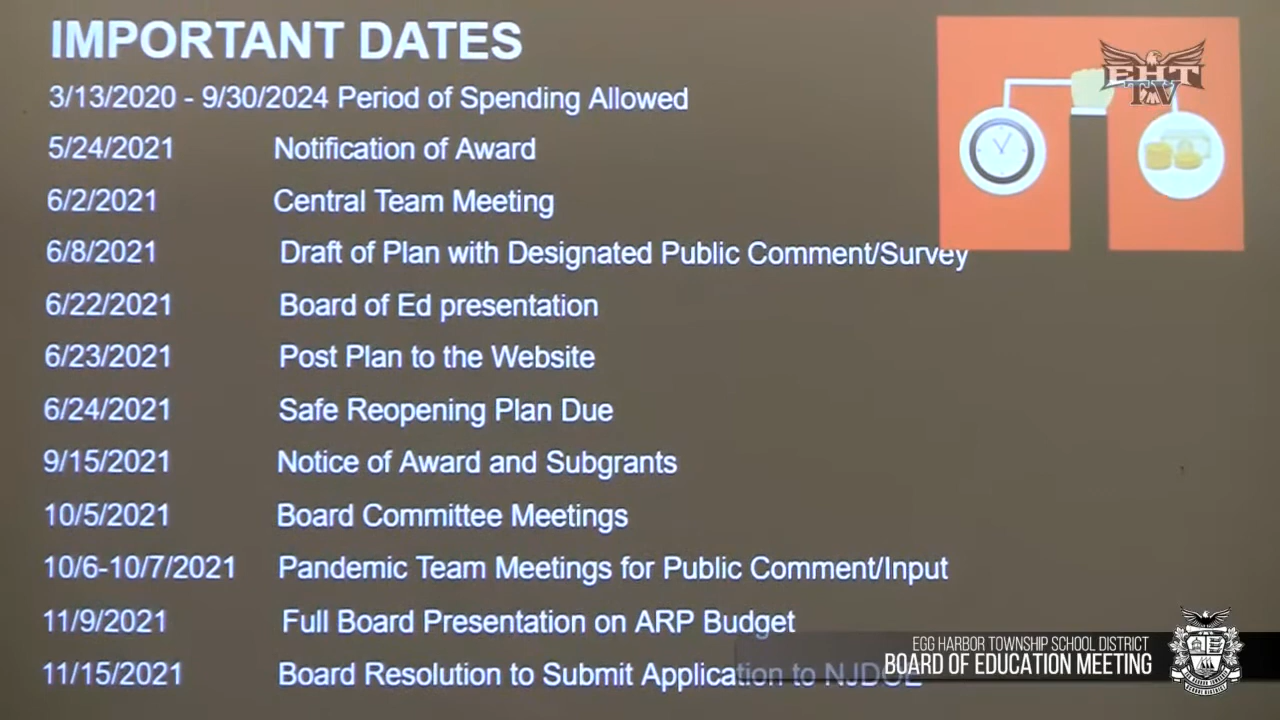 IMPORTANT DATES
3/13/2020 - 9/30/2024 Period of Spending Allowed
5/24/2021 Notification of Award
6/2/2021 Central Team Meeting
6/8/2021 Draft of Plan with Designated Public Comment/Survey
6/22/2021 Board of Ed presentation
6/23/2021 Post Plan to the Website
6/24/2021 Safe Reopening Plan Due
9/15/2021 Notice of Award and Subgrants
10/5/2021 Board Committee Meetings
10/6-10/7/2021 Pandemic Team Meetings for Public Comment/Input
11/9/2021 Full Board Presentation on ARP Budget
11/15/2021 Board Resolution to Submit Application to NJDOE
EHT
TV
EGG HARBOR TOWNSHIP SCHOOL DISTRICT
BOARD OF EDUCATION MEETING